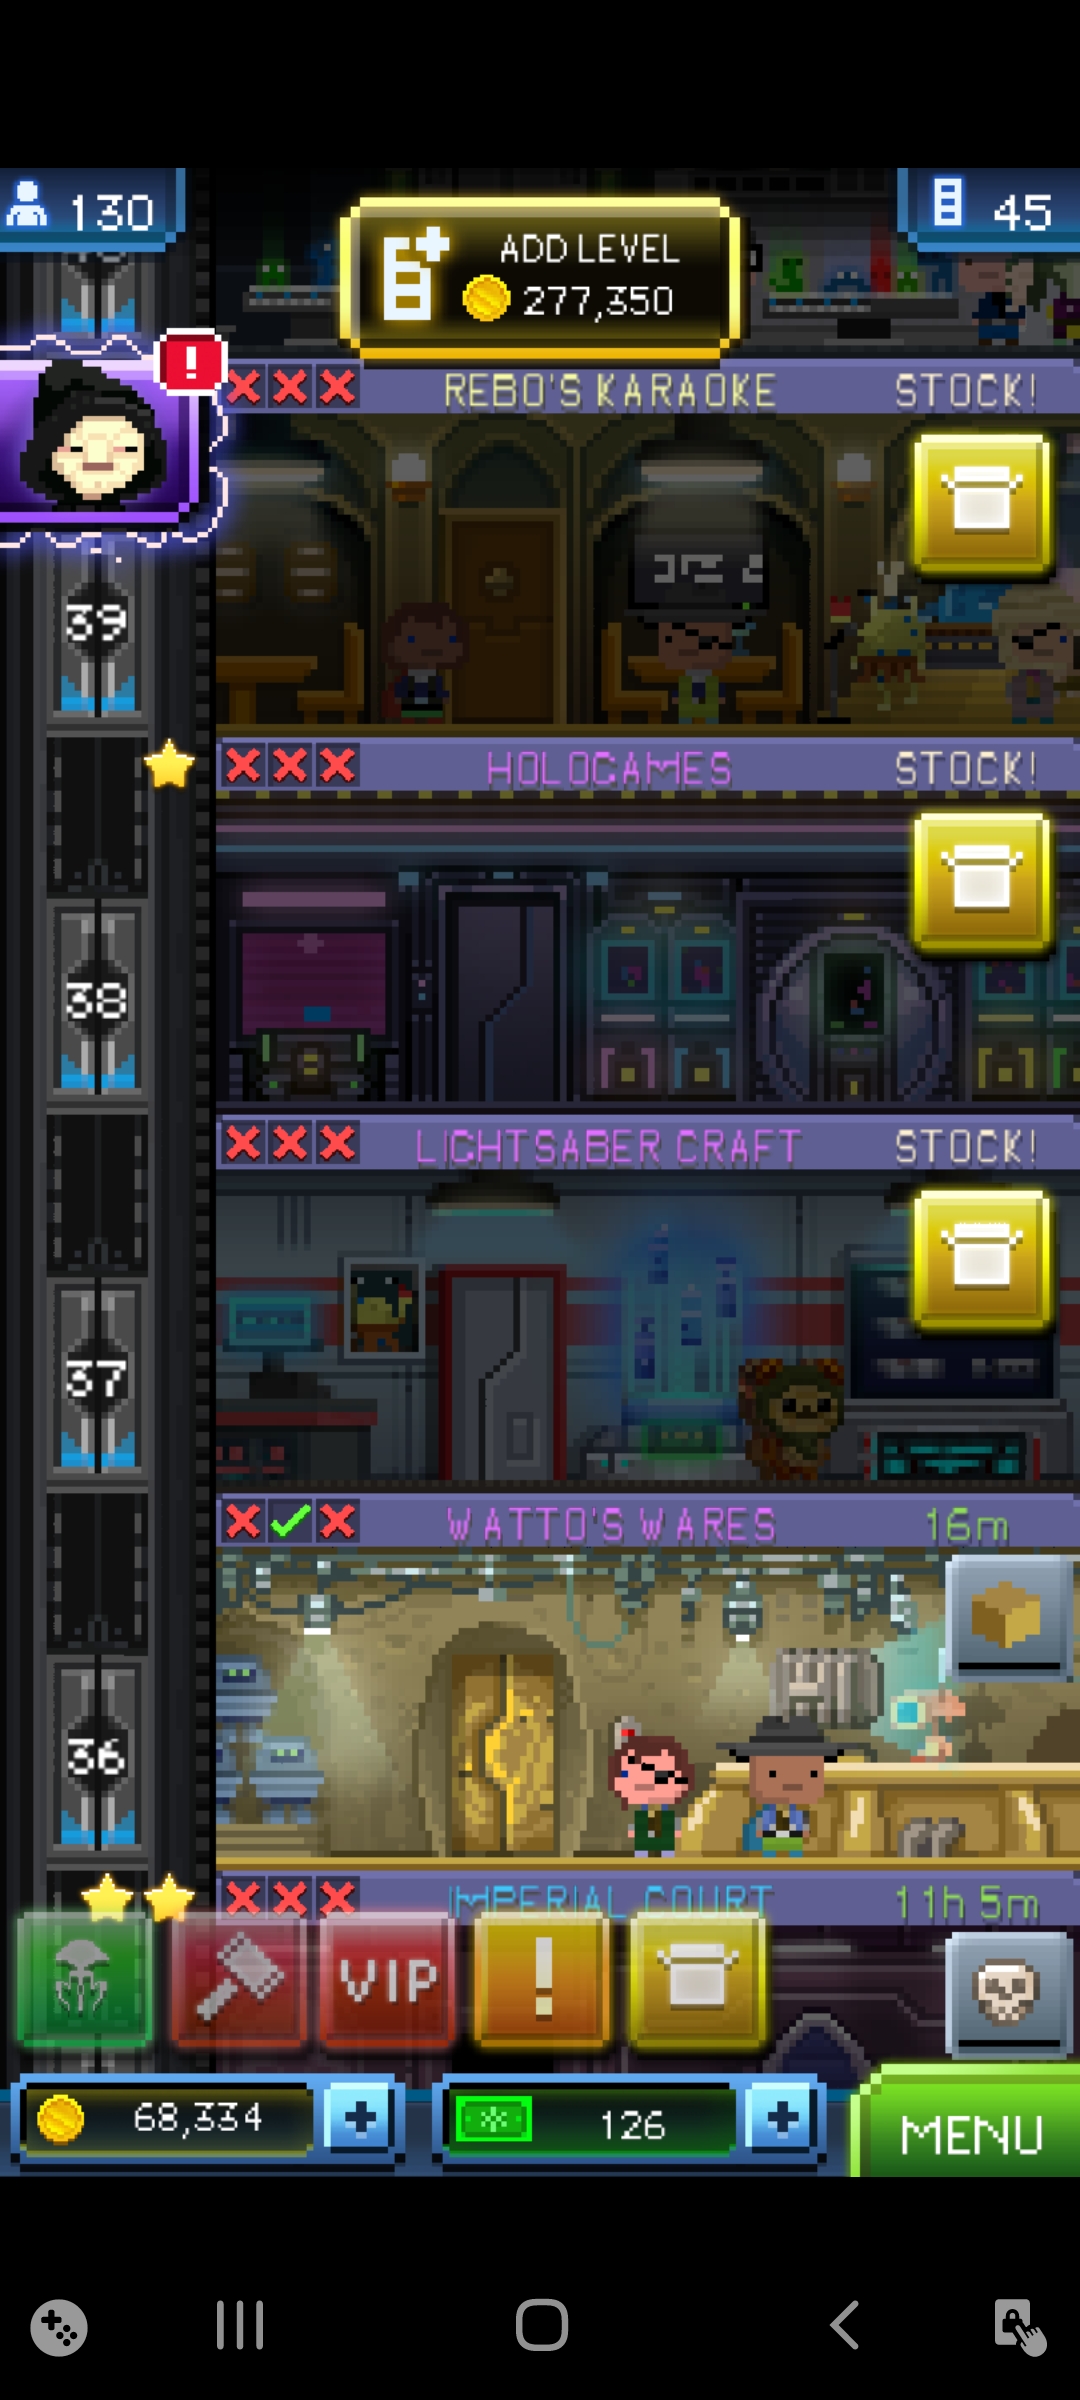 130
ADD LEVEL
277,350
45
REBO'S KARAOKE
STOCK!
39
HOLOGAMES
STOCK!
38
LIGHTSABER CRAFT
STOCK!
37
WATTO'S WARES
16m
36
IMPERIAL COURT
11h 5m
VIP
!
68,334
+
126
+
MENU